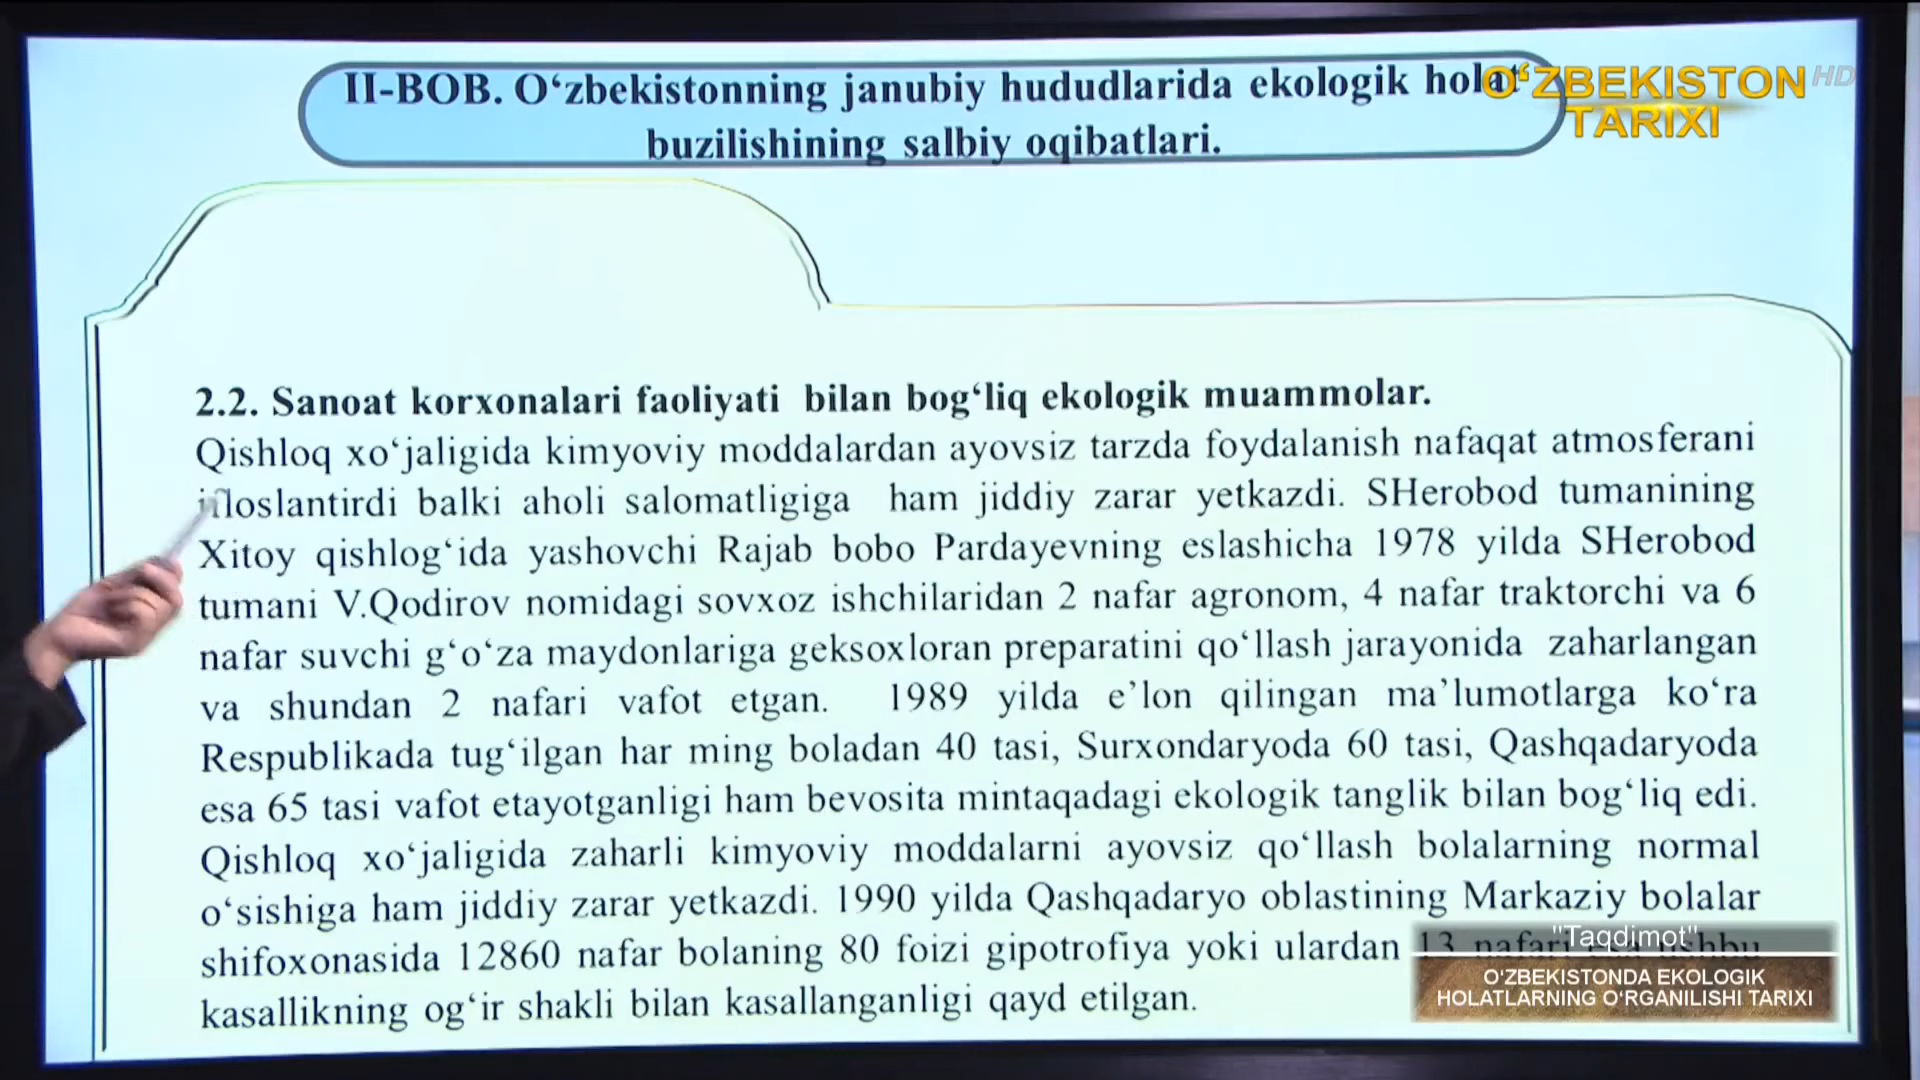 II-BOB. O‘zbekistonning janubiy hududlarida ekologik holat
buzilishining salbiy oqibatlari.
O‘ZBEKISTON HD
TARIXI
2.2. Sanoat korxonalari faoliyati bilan bog‘liq ekologik muammolar.
Qishloq xo‘jaligida kimyoviy moddalardan ayovsiz tarzda foydalanish nafaqat atmosferani
ifloslantirdi balki aholi salomatligiga ham jiddiy zarar yetkazdi. SHerobod tumanining
Xitoy qishlog‘ida yashovchi Rajab bobo Pardayevning eslashicha 1978 yilda SHerobod
tumani V.Qodirov nomidagi sovxoz ishchilaridan 2 nafar agronom, 4 nafar traktorchi va 6
nafar suvchi g‘o‘za maydonlariga geksoxloran preparatini qo‘llash jarayonida zaharlangan
va shundan 2 nafari vafot etgan. 1989 yilda e’lon qilingan ma’lumotlarga ko‘ra
Respublikada tug‘ilgan har ming boladan 40 tasi, Surxondaryoda 60 tasi, Qashqadaryoda
esa 65 tasi vafot etayotganligi ham bevosita mintaqadagi ekologik tanglik bilan bog‘liq edi.
Qishloq xo‘jaligida zaharli kimyoviy moddalarni ayovsiz qo‘llash bolalarning normal
o‘sishiga ham jiddiy zarar yetkazdi. 1990 yilda Qashqadaryo oblastining Markaziy bolalar
shifoxonasida 12860 nafar bolaning 80 foizi gipotrofiya yoki ulardan 13 nafari esa ushbu
kasallikning og‘ir shakli bilan kasallanganligi qayd etilgan.
"Taqdimot"
O‘ZBEKISTONDA EKOLOGIK
HOLATLARNING O‘RGANILISHI TARIXI